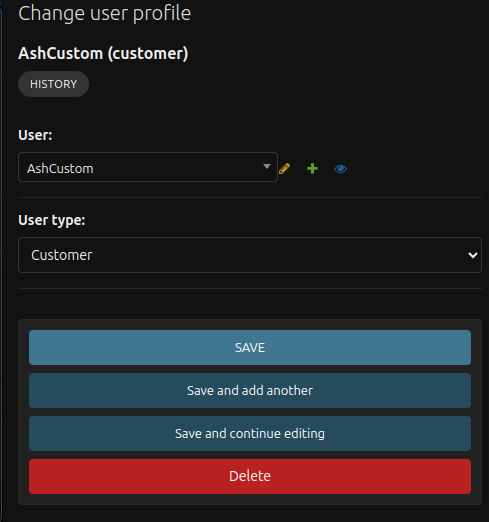 Change user profile
AshCustom (customer)
HISTORY
User:
AshCustom
User type:
Customer
SAVE
Save and add another
Save and continue editing
Delete